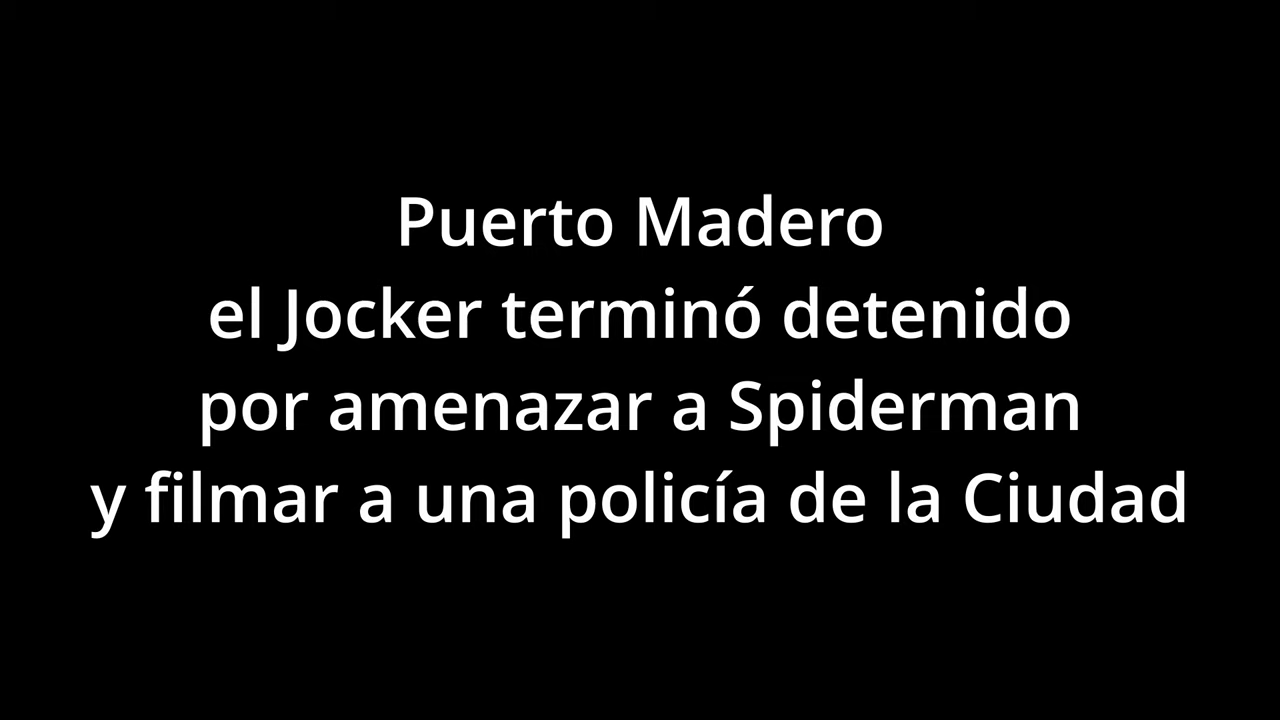 Puerto Madero
el Jocker terminó detenido
por amenazar a Spiderman
y filmar a una policía de la Ciudad